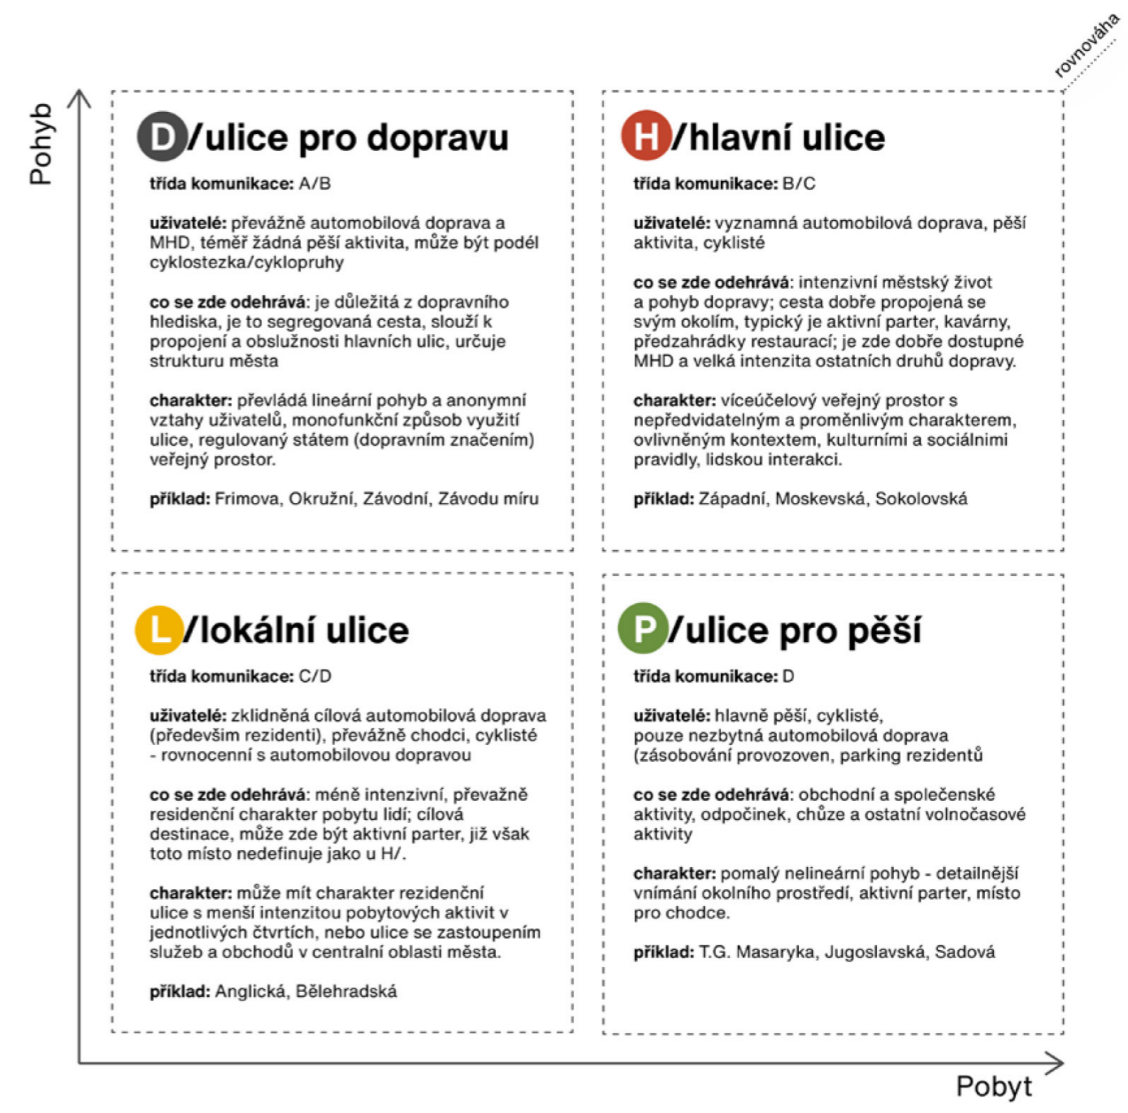 rovnováha
Pohyb
D/ulice pro dopravu
třída komunikace: A/B
uživatelé: převážně automobilová doprava a
MHD, téměř žádná pěší aktivita, může být podél
cyklostezka/cyklopruhy
co se zde odehrává: je důležitá z dopravního
hlediska, je to segregovaná cesta, slouží k
propojení a obslužnosti hlavních ulic, určuje
strukturu města
charakter: převládá lineární pohyb a anonymní
vztahy uživatelů, monofunkční způsob využití
ulice, regulovaný státem (dopravním značením)
veřejný prostor.
příklad: Frimova, Okružní, Závodní, Závodu míru
H/hlavní ulice
třída komunikace: B/C
uživatelé: vyznamná automobilová doprava, pěší
aktivita, cyklisté
co se zde odehrává: intenzivní městský život
a pohyb dopravy; cesta dobře propojená se
svým okolím, typický je aktivní parter, kavárny,
předzahrádky restaurací; je zde dobře dostupné
MHD a velká intenzita ostatních druhů dopravy.
charakter: víceúčelový veřejný prostor s
nepředvidatelným a proměnlivým charakterem,
ovlivněným kontextem, kulturními a sociálnimi
pravidly, lidskou interakci.
příklad: Západní, Moskevská, Sokolovská
L/lokální ulice
třída komunikace: C/D
uživatelé: zklidněná cílová automobilová doprava
(především rezidenti), převážně chodci, cyklisté
- rovnocenní s automobilovou dopravou
co se zde odehrává: méně intenzivní, převažně
residenční charakter pobytu lidí; cílová
destinace, může zde být aktivní parter, již však
toto místo nedefinuje jako u H/.
charakter: může mít charakter rezidenční
ulice s menší intenzitou pobytových aktivit v
jednotlivých čtvrtích, nebo ulice se zastoupením
služeb a obchodů v centralní oblasti města.
příklad: Anglická, Bělehradská
P/ulice pro pěší
třída komunikace: D
uživatelé: hlavně pěší, cyklisté,
pouze nezbytná automobilová doprava
(zásobování provozoven, parking rezidentů
co se zde odehrává: obchodní a společenské
aktivity, odpočinek, chůze a ostatní volnočasové
aktivity
charakter: pomalý nelineární pohyb - detailnější
vnímání okolního prostředí, aktivní parter, místo
pro chodce.
příklad: T.G. Masaryka, Jugoslavská, Sadová
Pobyt